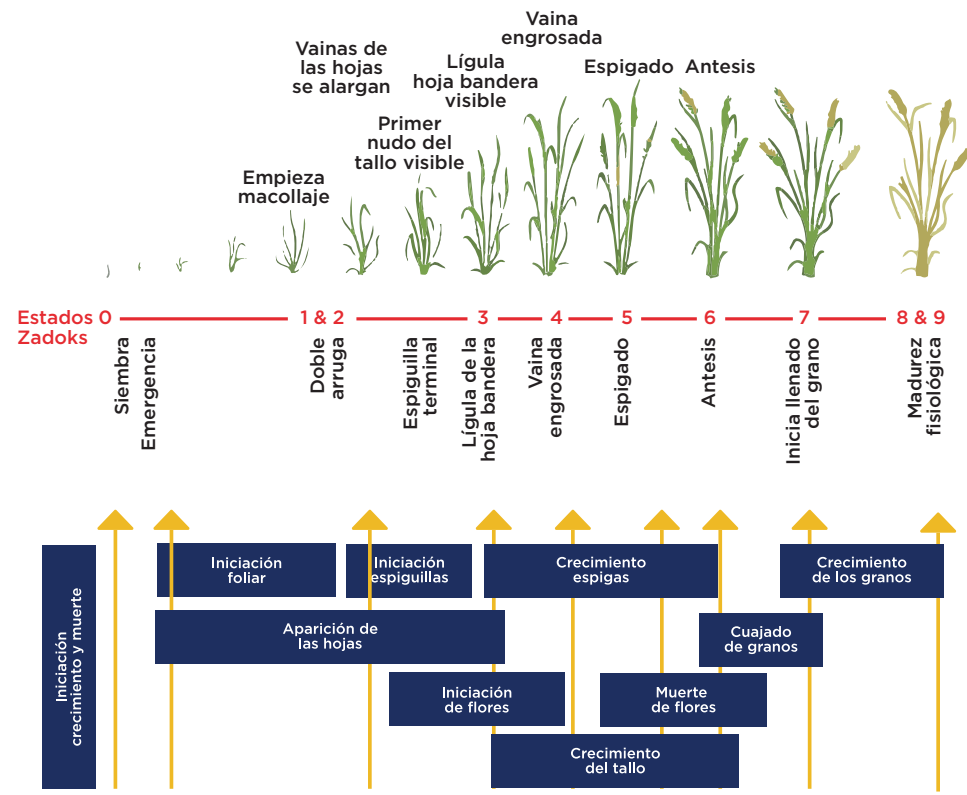 Vaina
engrosada
Vainas de
las hojas
se alargan
Lígula
hoja bandera
visible
Espigado
Antesis
Primer
nudo del
tallo visible
Empieza
macollaje
Estados 0
Zadoks
1 & 2
3
4
5
6
7
8 & 9
Siembra
Emergencia
Doble
arruga
Espiguilla
terminal
Lígula de la
hoja bandera
Vaina
engrosada
Espigado
Antesis
Inicia llenado
del grano
Madurez
fisiológica
Iniciación
crecimiento y muerte
Iniciación
foliar
Iniciación
espiguillas
Crecimiento
espigas
Crecimiento
de los granos
Aparición de
las hojas
Cuajado
de granos
Iniciación
de flores
Muerte
de flores
Crecimiento
del tallo